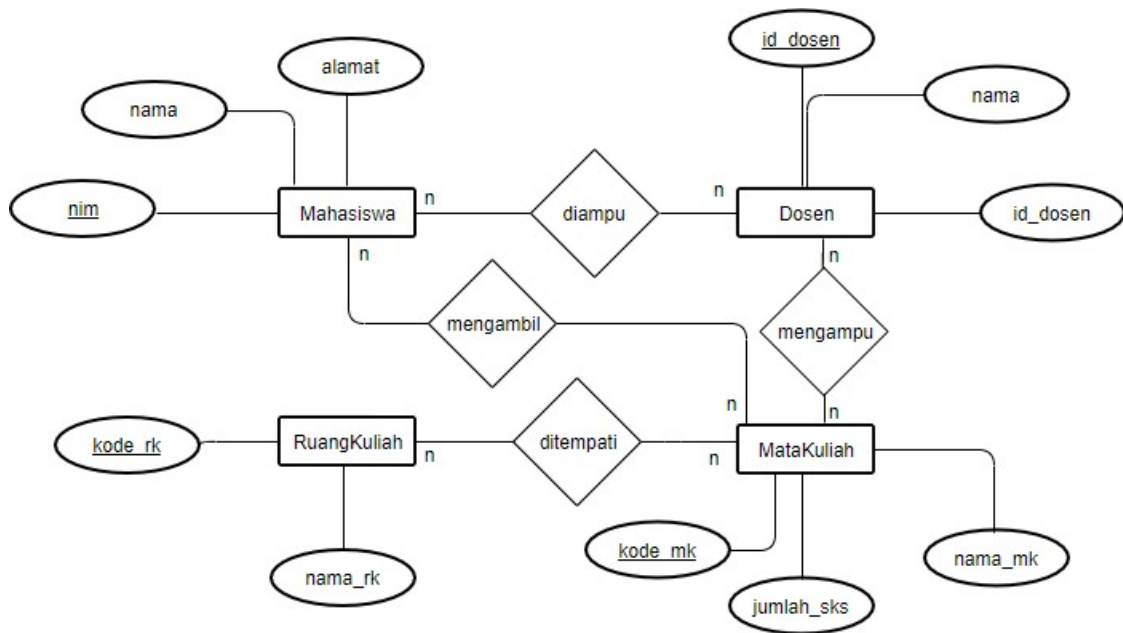 id_dosen
alamat
nama
nama
nim
Mahasiswa
n
diampu
n
Dosen
id_dosen
n
n
mengambil
mengampu
n
n
kode_rk
RuangKuliah
n
ditempati
n
MataKuliah
kode_mk
nama_mk
nama_rk
jumlah_sks